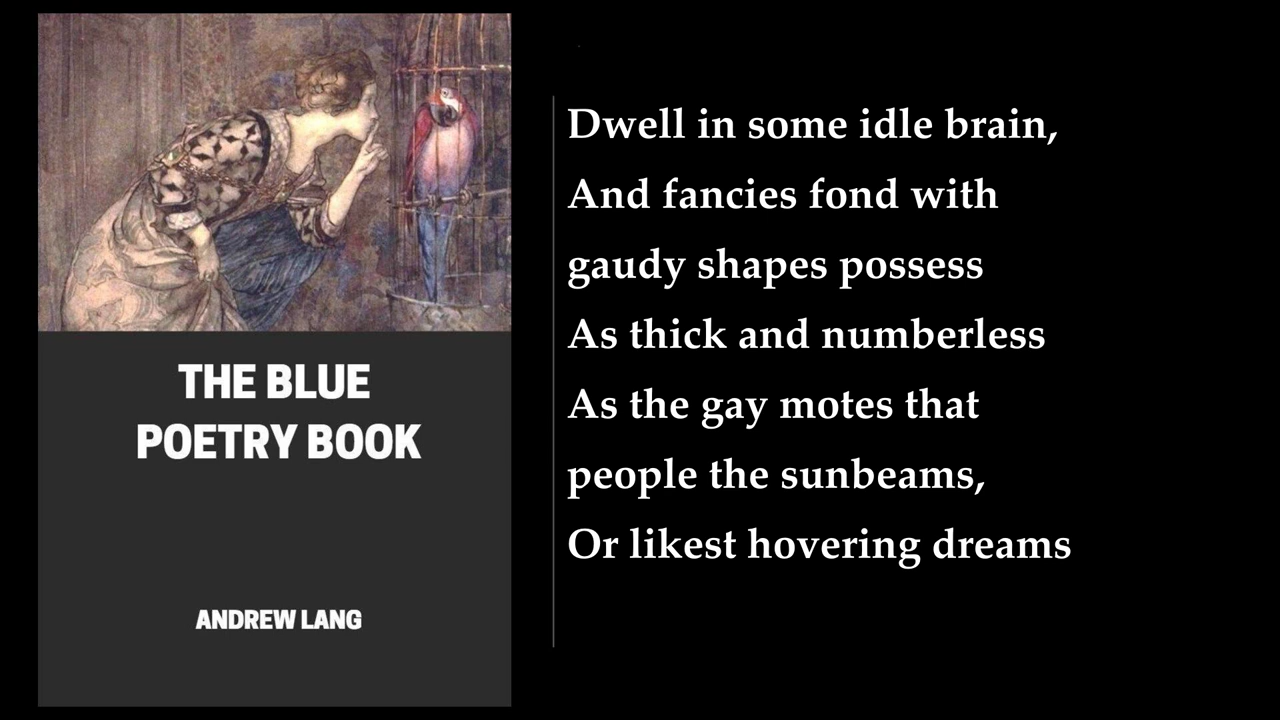 THE BLUE
POETRY BOOK
ANDREW LANG
Dwell in some idle brain,
And fancies fond with
gaudy shapes possess
As thick and numberless
As the gay motes that
people the sunbeams,
Or likest hovering dreams